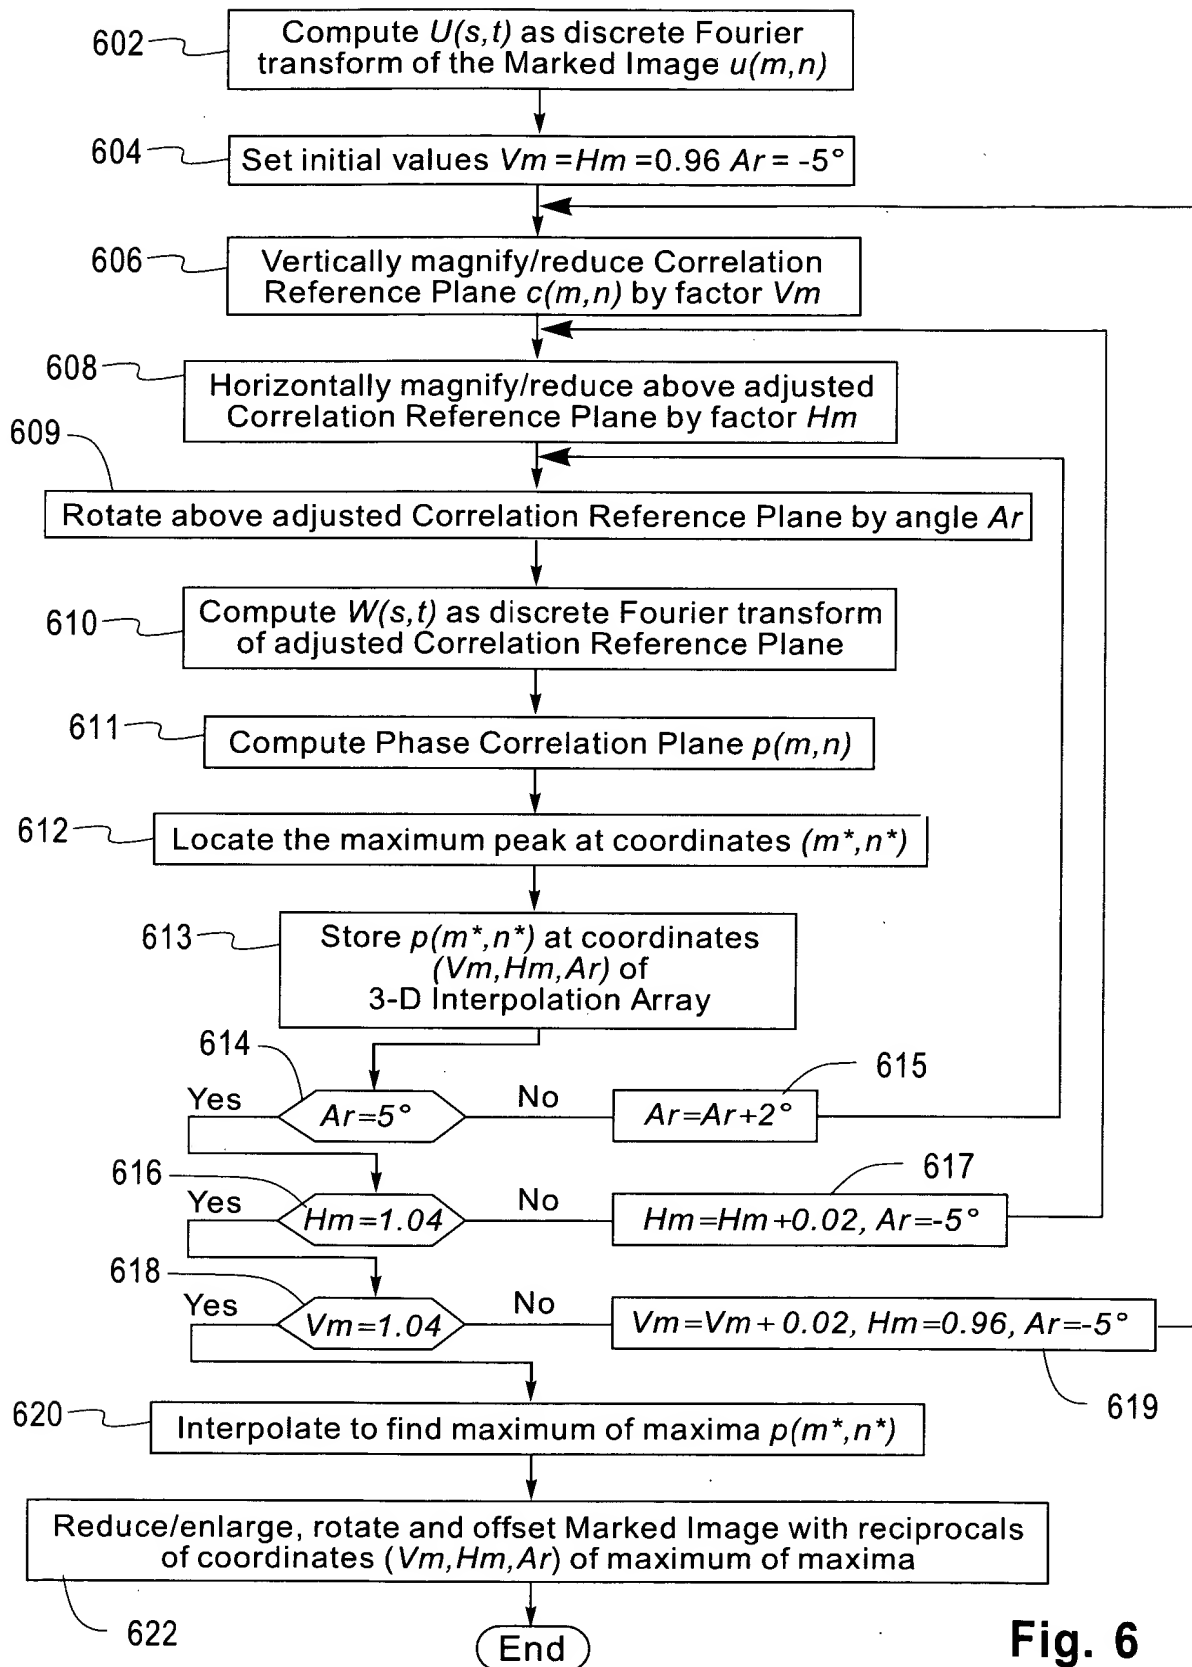 602
Compute U(s,t) as discrete Fourier
transform of the Marked Image u(m,n)
604
Set initial values Vm=Hm=0.96 Ar= -5°
606
Vertically magnify/reduce Correlation
Reference Plane c(m,n) by factor Vm
608
Horizontally magnify/reduce above adjusted
Correlation Reference Plane by factor Hm
609
Rotate above adjusted Correlation Reference Plane by angle Ar
610
Compute W(s,t) as discrete Fourier transform
of adjusted Correlation Reference Plane
611
Compute Phase Correlation Plane p(m,n)
612
Locate the maximum peak at coordinates (m*,n*)
613
Store p(m*,n*) at coordinates
(Vm,Hm,Ar) of
3-D Interpolation Array
614
Yes
Ar=5°
No
615
Ar=Ar+2°
616
Yes
Hm=1.04
No
617
Hm=Hm+0.02, Ar=-5°
618
Yes
Vm=1.04
No
Vm=Vm+0.02, Hm=0.96, Ar=-5°
619
620
Interpolate to find maximum of maxima p(m*,n*)
Reduce/enlarge, rotate and offset Marked Image with reciprocals
of coordinates (Vm,Hm,Ar) of maximum of maxima
622
End
Fig. 6